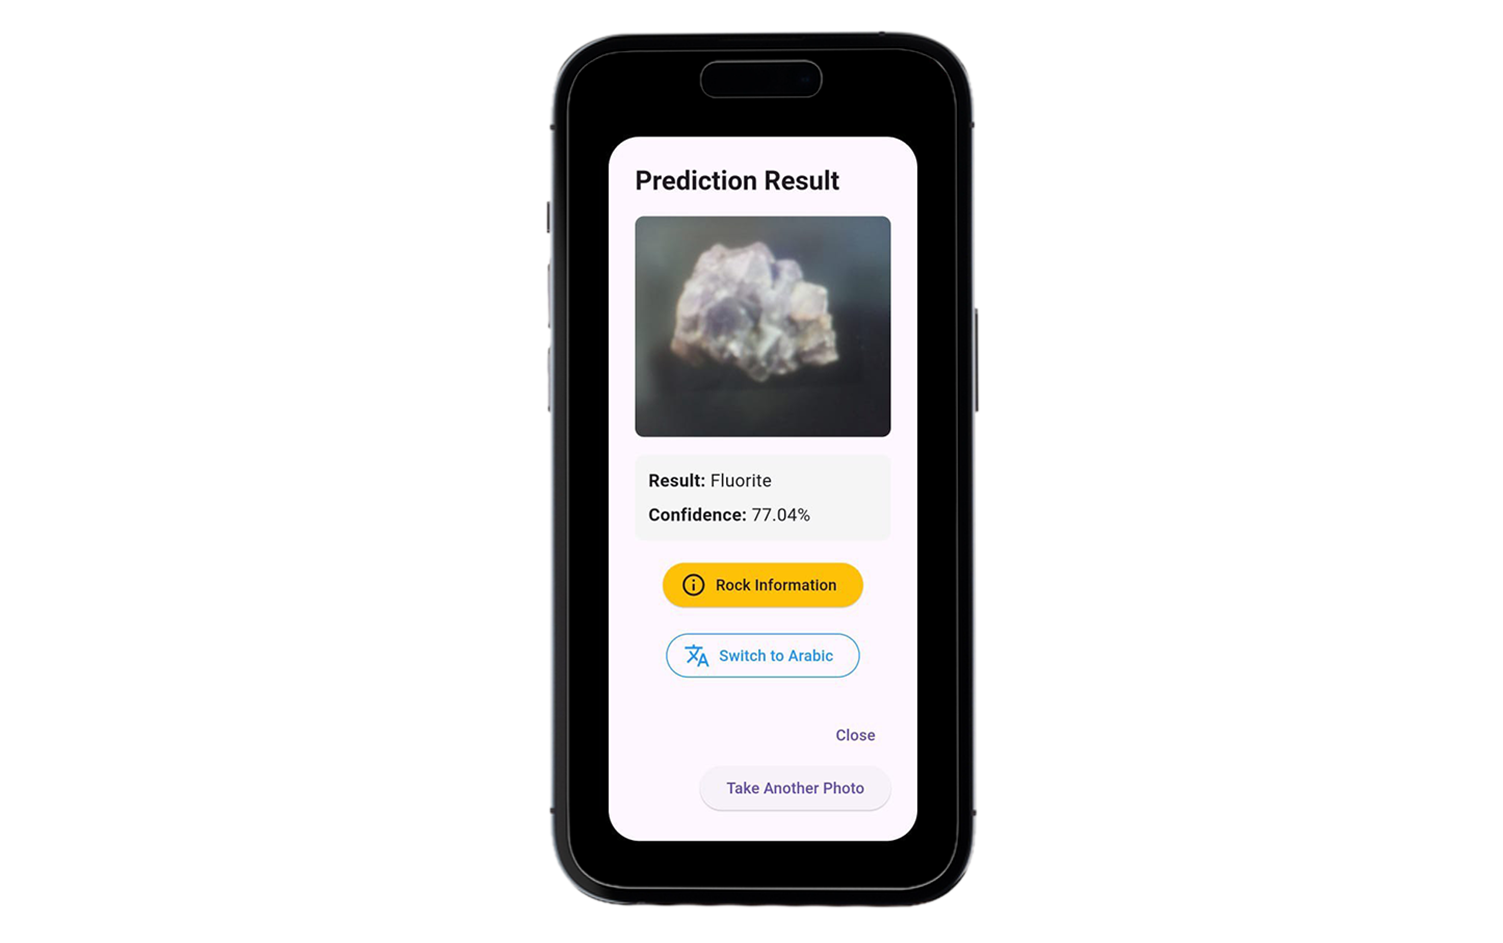 Prediction Result
Result: Fluorite
Confidence: 77.04%
Rock Information
Switch to Arabic
Close
Take Another Photo